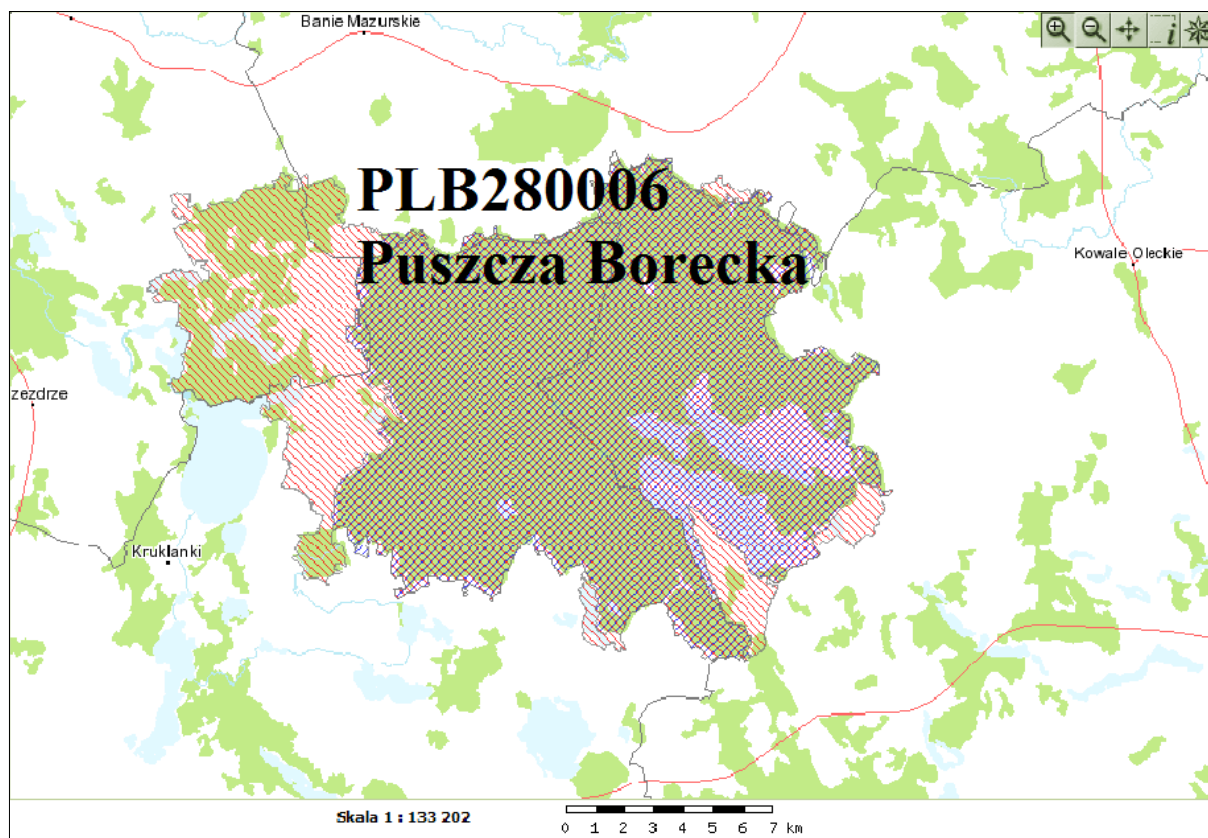 Banie Mazurskie
i
PLB280006
Puszcza Borecka
Kowale Oleckie
zezdrze
Kruklanki
Skala 1 : 133 202
0 1 2 3 4 5 6 7 km